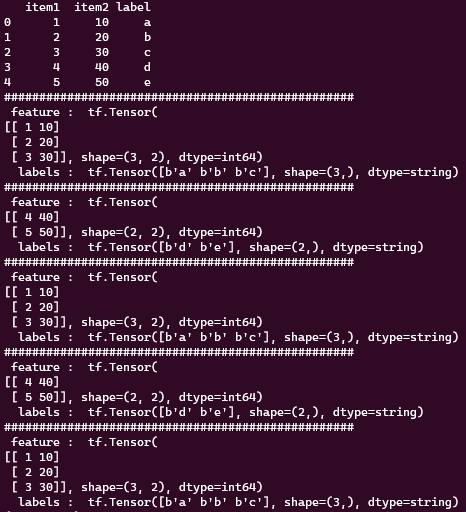 item1  item2 label
0      1     10     a
1      2     20     b
2      3     30     c
3      4     40     d
4      5     50     e
##################################################
 feature :  tf.Tensor(
[[ 1 10]
 [ 2 20]
 [ 3 30]], shape=(3, 2), dtype=int64)
  labels :  tf.Tensor([b'a' b'b' b'c'], shape=(3,), dtype=string)
##################################################
 feature :  tf.Tensor(
[[ 4 40]
 [ 5 50]], shape=(2, 2), dtype=int64)
  labels :  tf.Tensor([b'd' b'e'], shape=(2,), dtype=string)
##################################################
 feature :  tf.Tensor(
[[ 1 10]
 [ 2 20]
 [ 3 30]], shape=(3, 2), dtype=int64)
  labels :  tf.Tensor([b'a' b'b' b'c'], shape=(3,), dtype=string)
##################################################
 feature :  tf.Tensor(
[[ 4 40]
 [ 5 50]], shape=(2, 2), dtype=int64)
  labels :  tf.Tensor([b'd' b'e'], shape=(2,), dtype=string)
##################################################
 feature :  tf.Tensor(
[[ 1 10]
 [ 2 20]
 [ 3 30]], shape=(3, 2), dtype=int64)
  labels :  tf.Tensor([b'a' b'b' b'c'], shape=(3,), dtype=string)